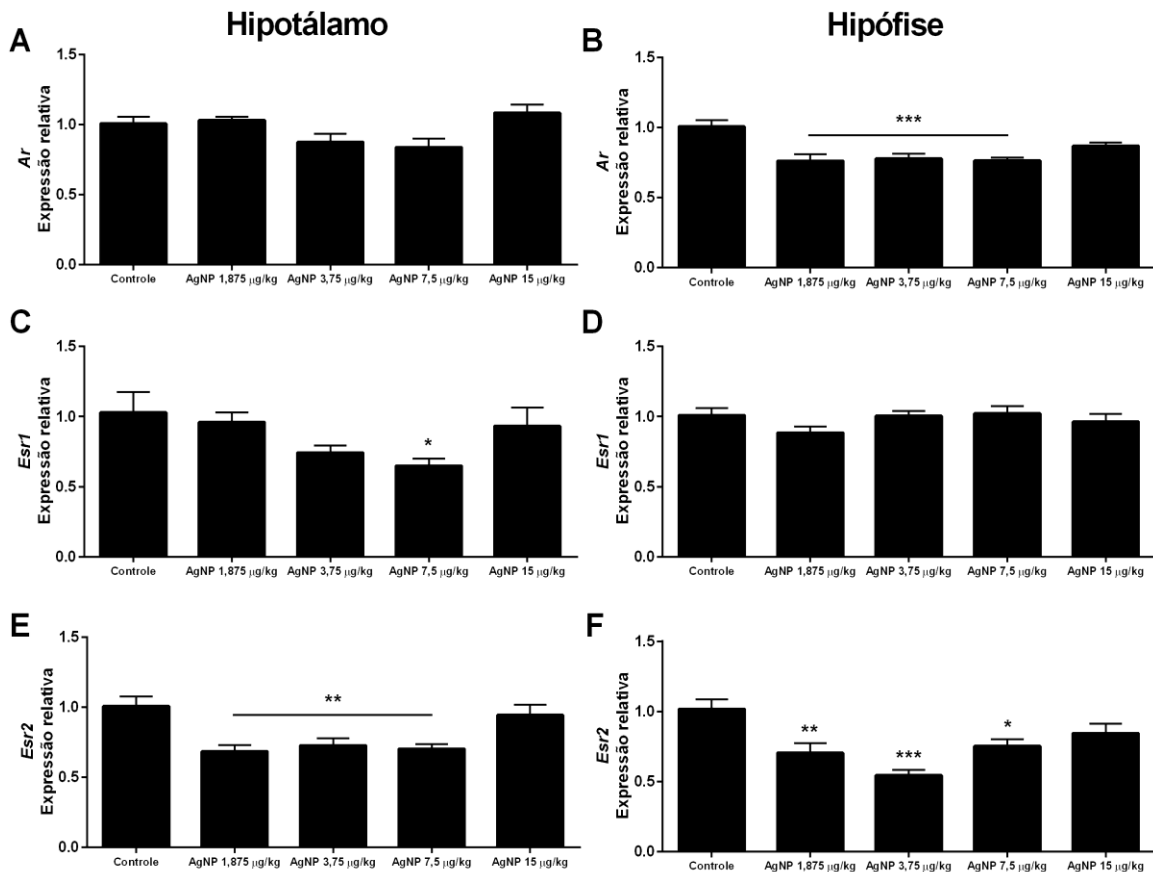 Hipotálamo
Hipófise
A
Ar
Expressão relativa
1.5
1.0
0.5
0.0
Controle
AgNP 1,875 µg/kg
AgNP 3,75 µg/kg
AgNP 7,5 µg/kg
AgNP 15 µg/kg
B
Ar
Expressão relativa
1.5
1.0
0.5
0.0
***
Controle
AgNP 1,875 µg/kg
AgNP 3,75 µg/kg
AgNP 7,5 µg/kg
AgNP 15 µg/kg
C
Esr1
Expressão relativa
1.5
1.0
0.5
0.0
*
Controle
AgNP 1,875 µg/kg
AgNP 3,75 µg/kg
AgNP 7,5 µg/kg
AgNP 15 µg/kg
D
Esr1
Expressão relativa
1.5
1.0
0.5
0.0
Controle
AgNP 1,875 µg/kg
AgNP 3,75 µg/kg
AgNP 7,5 µg/kg
AgNP 15 µg/kg
E
Esr2
Expressão relativa
1.5
1.0
0.5
0.0
**
Controle
AgNP 1,875 µg/kg
AgNP 3,75 µg/kg
AgNP 7,5 µg/kg
AgNP 15 µg/kg
F
Esr2
Expressão relativa
1.5
1.0
0.5
0.0
**
***
*
Controle
AgNP 1,875 µg/kg
AgNP 3,75 µg/kg
AgNP 7,5 µg/kg
AgNP 15 µg/kg